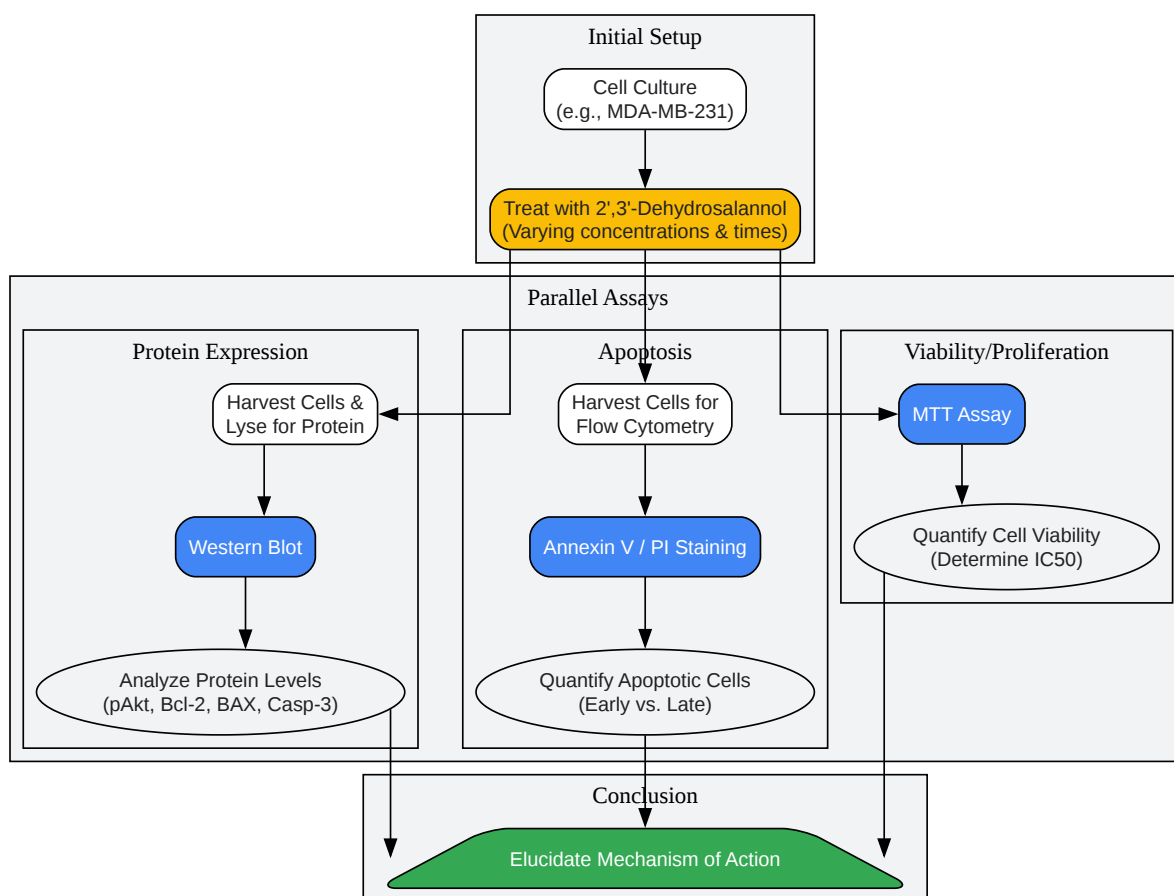 Initial Setup
Cell Culture
(e.g., MDA-MB-231)
Treat with 2',3'-Dehydrosalannol
(Varying concentrations & times)
Parallel Assays
Protein Expression
Harvest Cells &
Lyse for Protein
Western Blot
Analyze Protein Levels
(pAkt, Bcl-2, BAX, Casp-3)
Apoptosis
Harvest Cells for
Flow Cytometry
Annexin V / PI Staining
Quantify Apoptotic Cells
(Early vs. Late)
Viability/Proliferation
MTT Assay
Quantify Cell Viability
(Determine IC50)
Conclusion
Elucidate Mechanism of Action